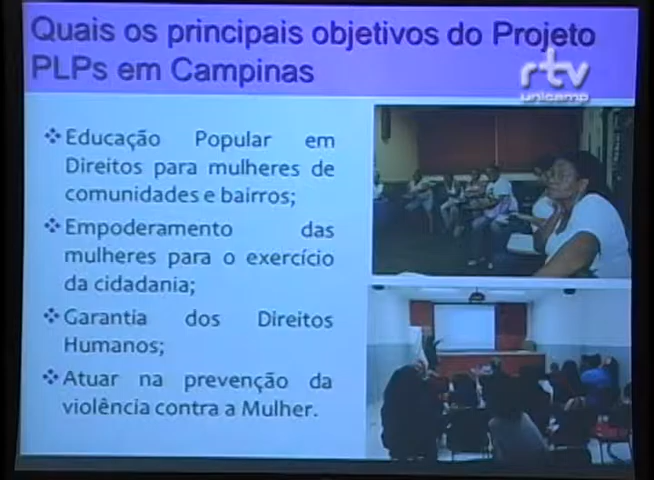 Quais os principais objetivos do Projeto
PLPs em Campinas
rtv
unicamp
Educação Popular em
Direitos para mulheres de
comunidades e bairros;
Empoderamento das
mulheres para o exercício
da cidadania;
Garantia dos Direitos
Humanos;
Atuar na prevenção da
violência contra a Mulher.